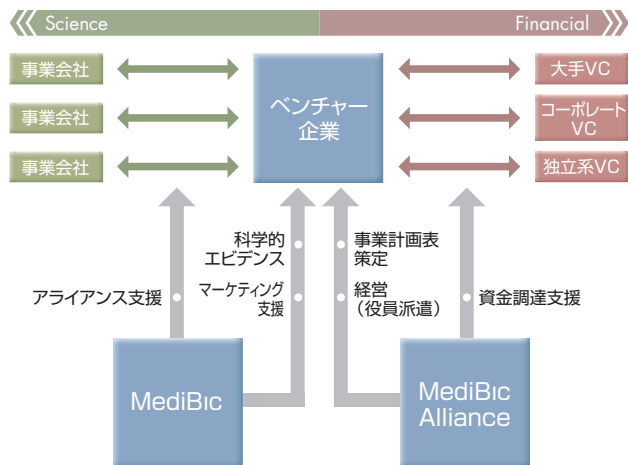 Science
Financial
事業会社
事業会社
事業会社
ベンチャー
企業
大手VC
コーポレート
VC
独立系VC
科学的
エビデンス
事業計画表
策定
アライアンス支援
マーケティング
支援
経営
（役員派遣）
資金調達支援
MediBic
MediBic
Alliance